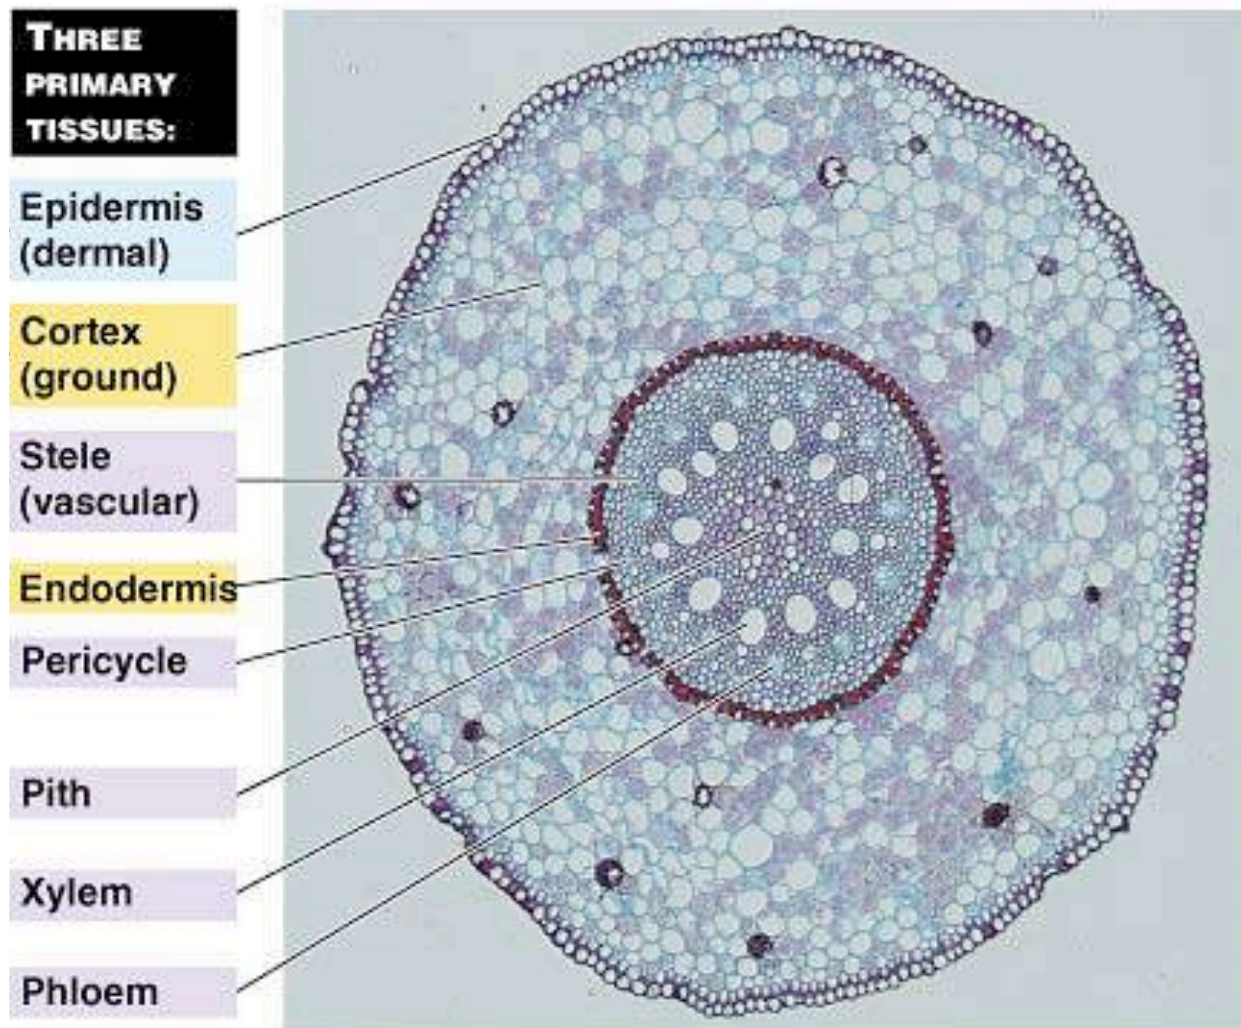 THREE
PRIMARY
TISSUES:
Epidermis
(dermal)
Cortex
(ground)
Stele
(vascular)
Endodermis
Pericycle
Pith
Xylem
Phloem